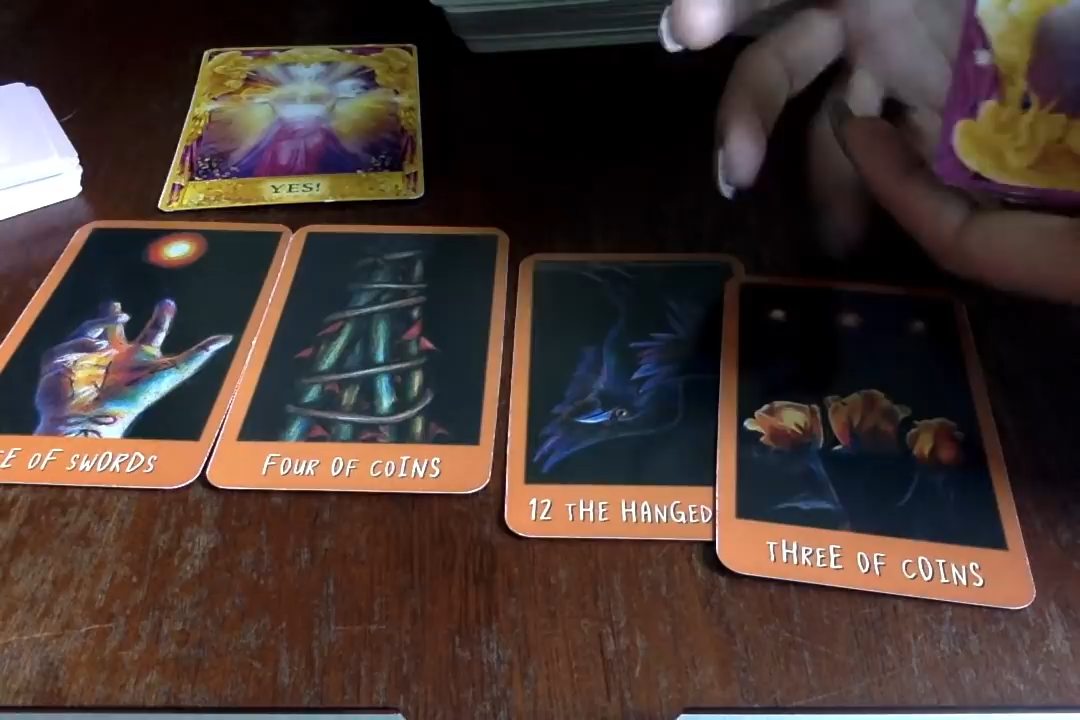 YES!
E OF SWORDS
FOUR OF COINS
12 THE HANGED
THREE OF COINS